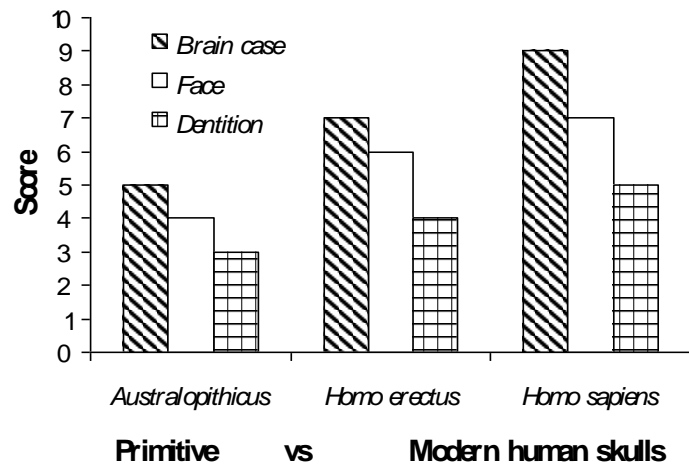 10
9
8
7
6
5
4
3
2
1
0
Score
Brain case
Face
Dentition
Australopithicus Homo erectus Homo sapiens
Primitive vs Modern human skulls